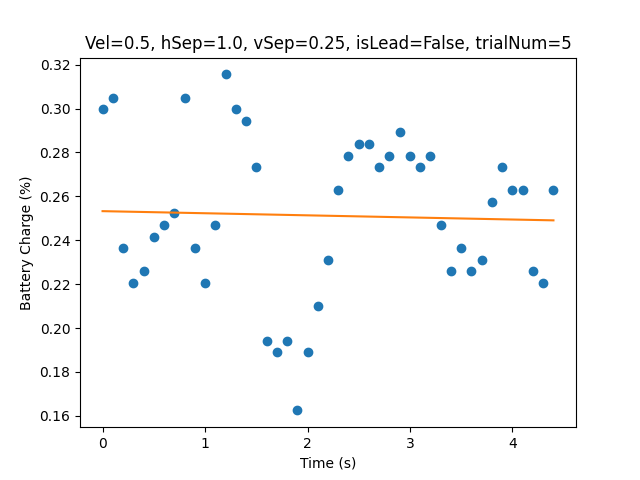 Vel=0.5, hSep=1.0, vSep=0.25, isLead=False, trialNum=5
0.32
0.30
0.28
0.26
0.24
0.22
0.20
0.18
0.16
Battery Charge (%)
0 1 2 3 4
Time (s)